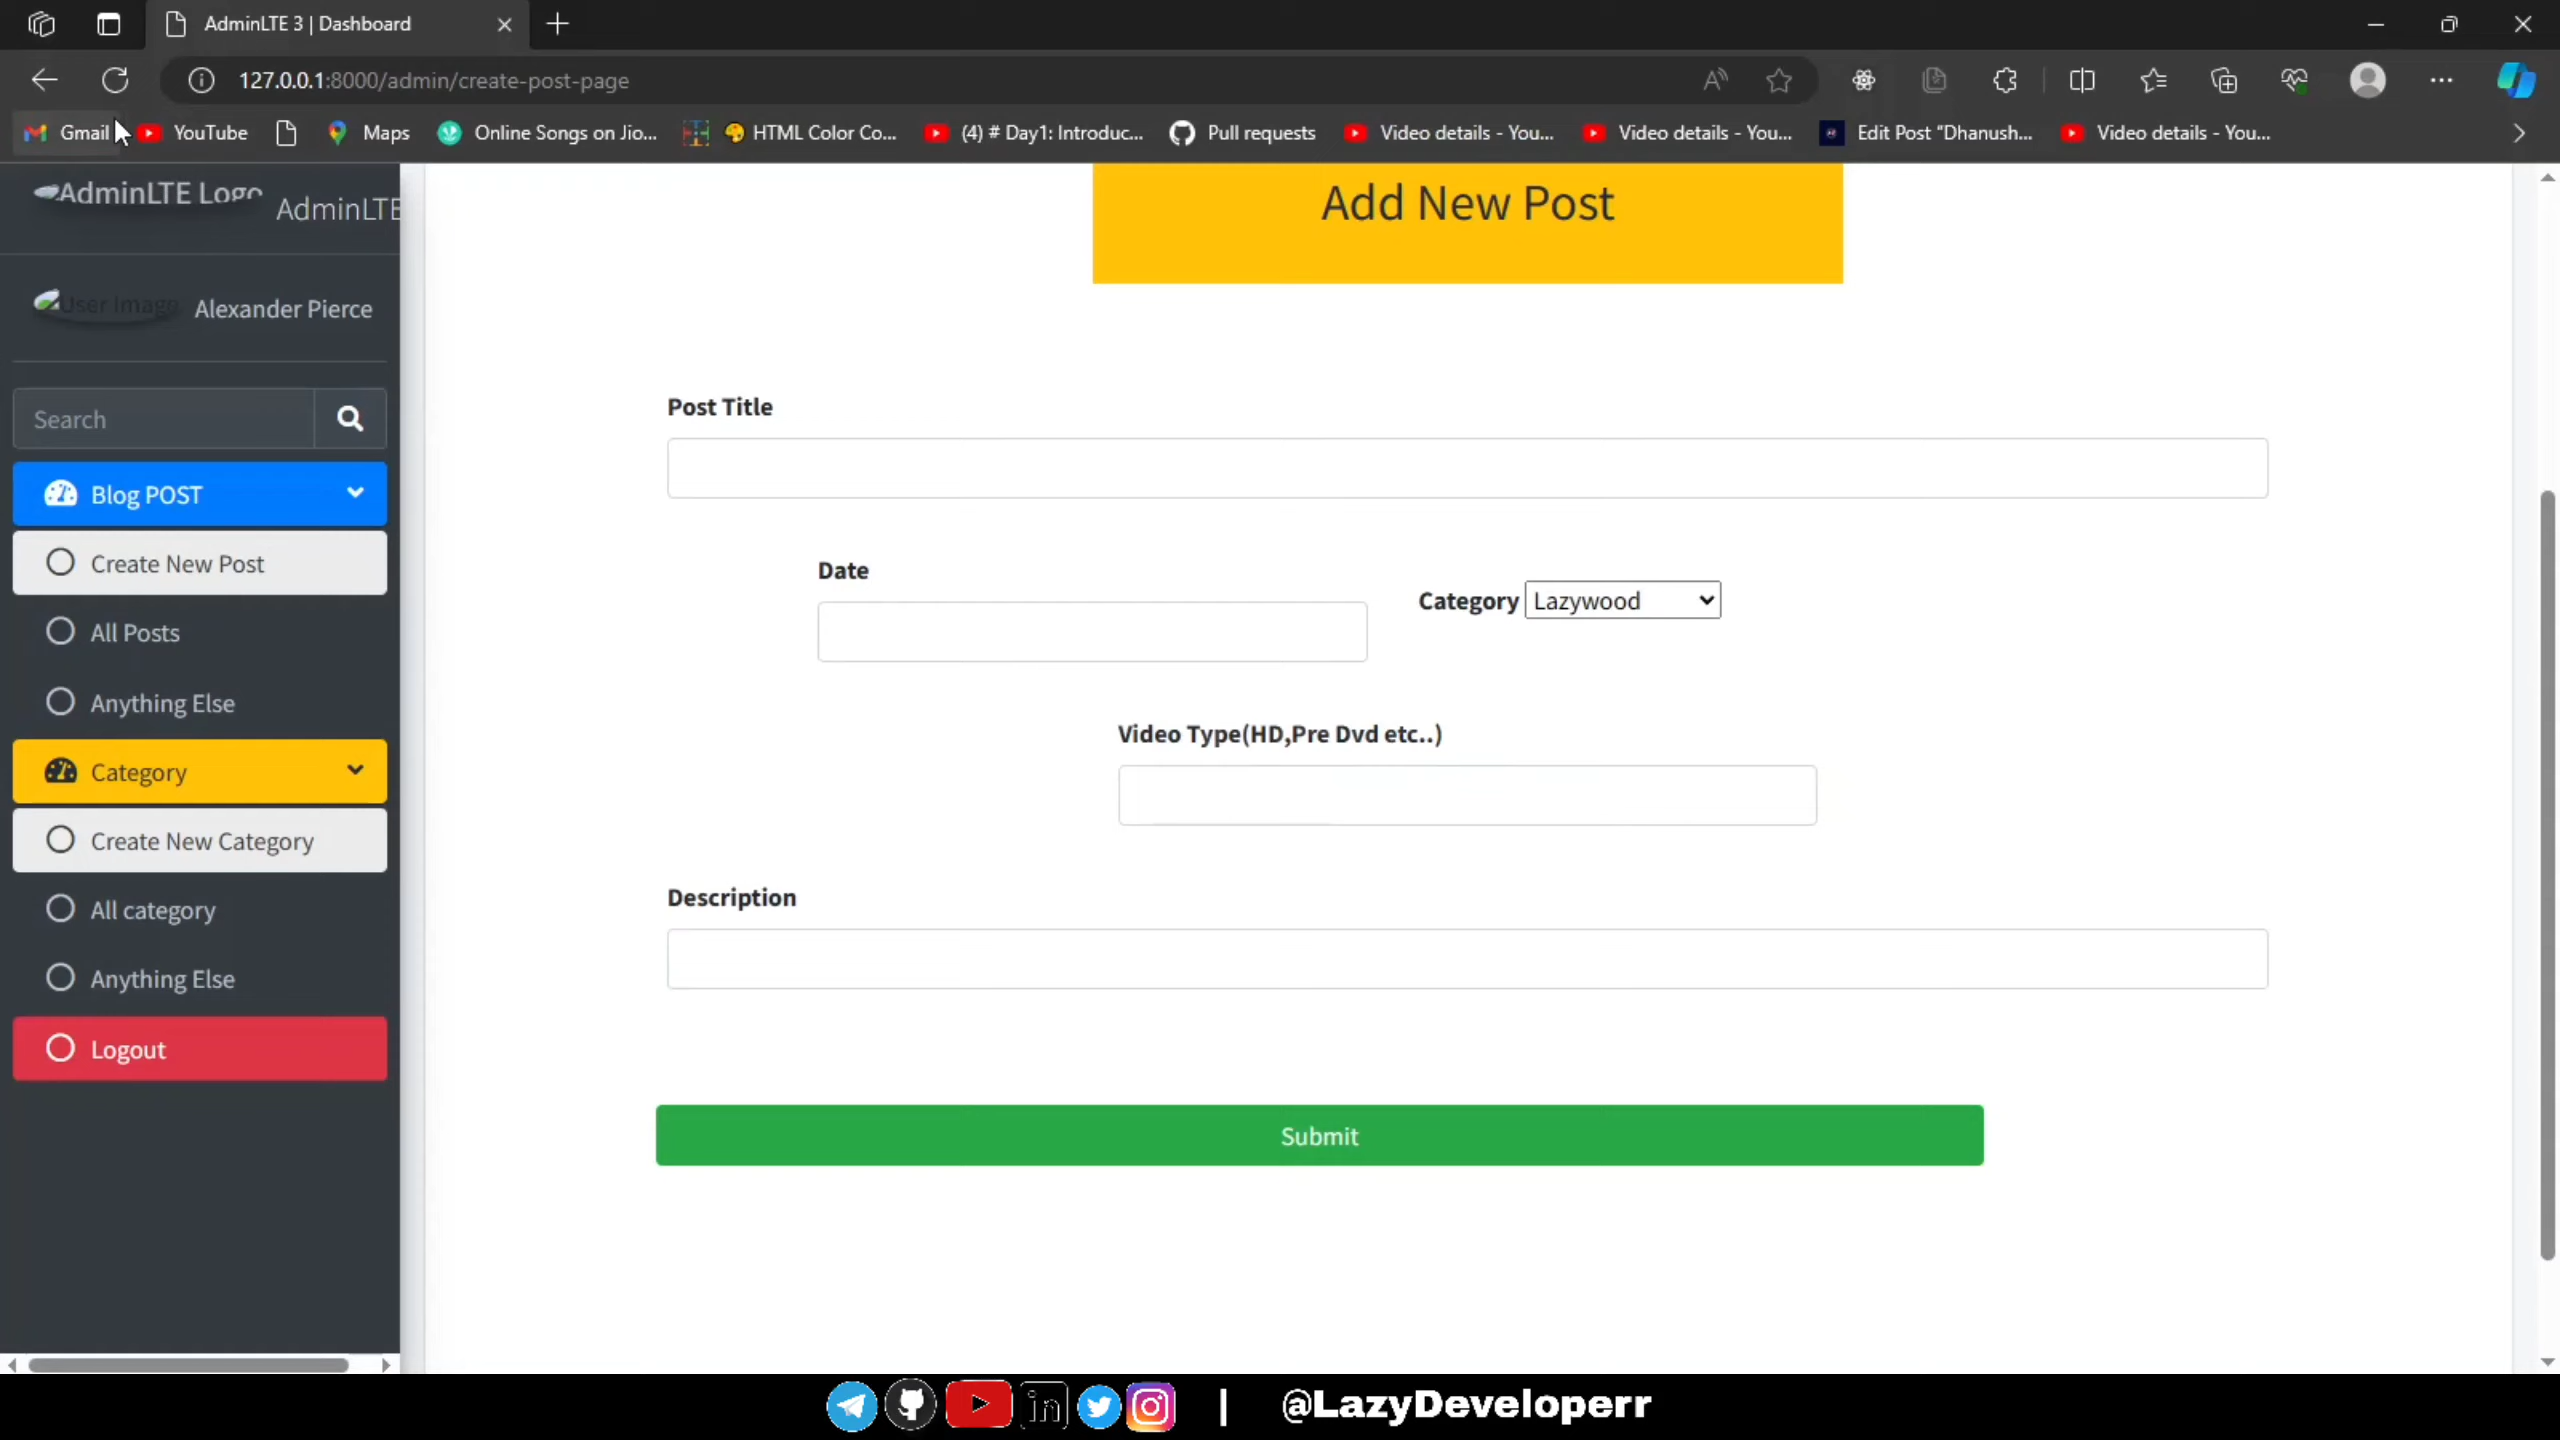 AdminLTE 3 | Dashboard
127.0.0.1:8000/admin/create-post-page
Gmail
YouTube
Maps
Online Songs on Jio...
HTML Color Co...
(4) # Day1: Introduc...
Pull requests
Video details - You...
Video details - You...
Edit Post “Dhanush...
Video details - You...
AdminLTE Logo
AdminLTE
User Image
Alexander Pierce
Search
Blog POST
Create New Post
All Posts
Anything Else
Category
Create New Category
All category
Anything Else
Logout
Add New Post
Post Title
Date
Category Lazywood
Video Type(HD,Pre Dvd etc..)
Description
Submit
in | @LazyDeveloperr